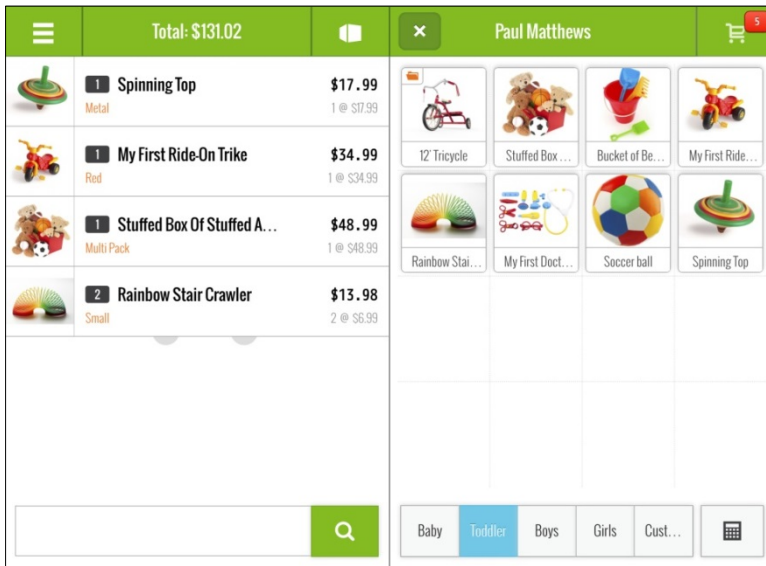 Total: $131.02
1 Spinning Top $17.99
Metal 1 @ $17.99
1 My First Ride-On Trike $34.99
Red 1 @ $34.99
1 Stuffed Box Of Stuffed A... $48.99
Multi Pack 1 @ $48.99
2 Rainbow Stair Crawler $13.98
Small 2 @ $6.99
Paul Matthews 5
12' Tricycle Stuffed Box ... Bucket of Be... My First Ride...
Rainbow Stai... My First Doct... Soccer ball Spinning Top
Baby Toddler Boys Girls Cust...